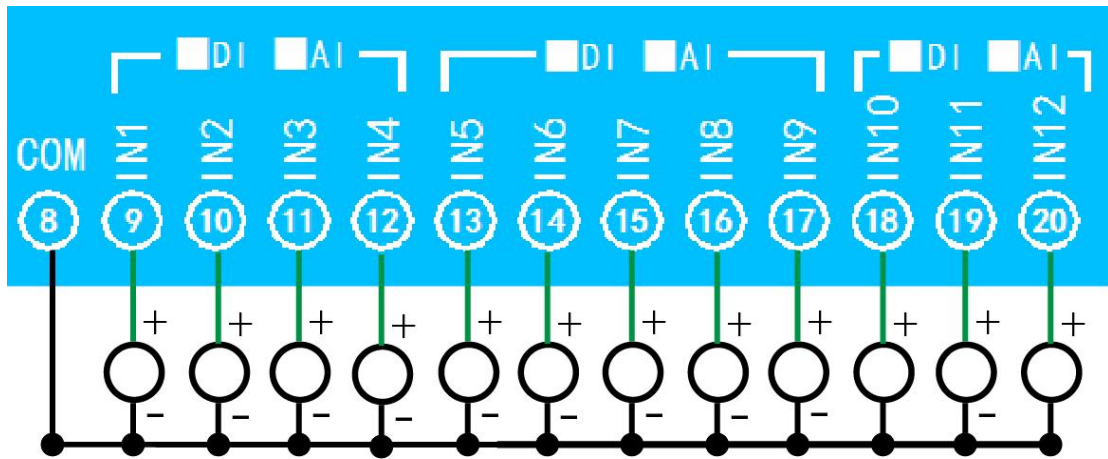 DI AI DI AI DI AI
COM IN1 IN2 IN3 IN4 IN5 IN6 IN7 IN8 IN9 IN10 IN11 IN12
8 9 10 11 12 13 14 15 16 17 18 19 20
+ + + + + + + + + + + +
- - - - - - - - - -